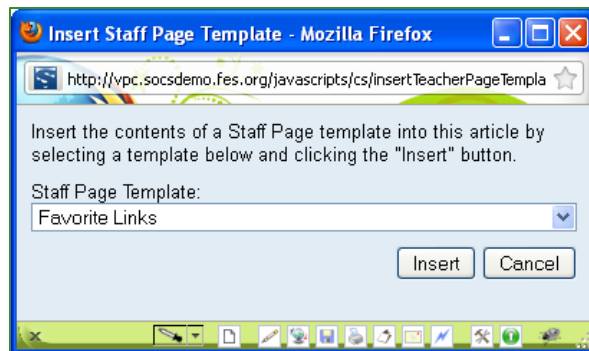 Insert Staff Page Template - Mozilla Firefox
http://vpc.socsdemo.fes.org/javascripts/cs/insertTeacherPageTempla
Insert the contents of a Staff Page template into this article by
selecting a template below and clicking the "Insert" button.
Staff Page Template:
Favorite Links
Insert Cancel